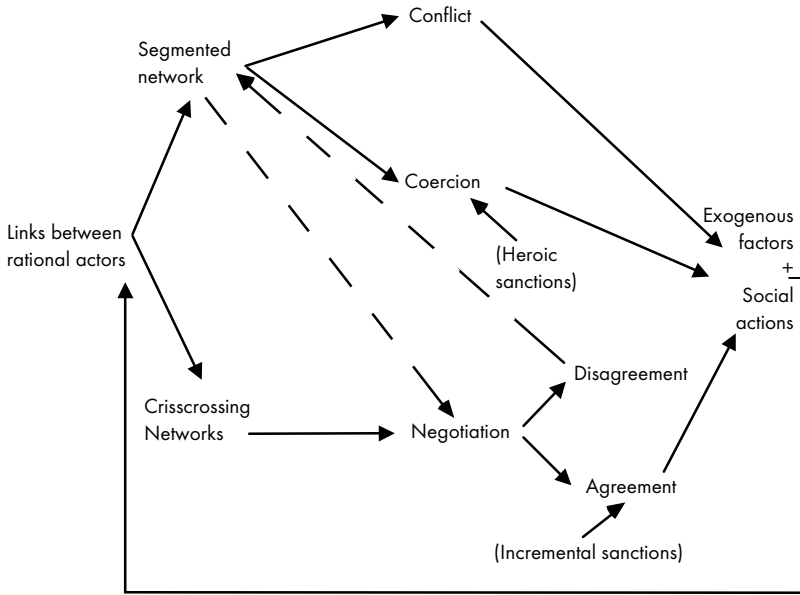 Conflict
Segmented
network
Coercion
Exogenous
factors
+
Social
actions
Links between
rational actors
(Heroic
sanctions)
Disagreement
Crisscrossing
Networks
Negotiation
Agreement
(Incremental sanctions)